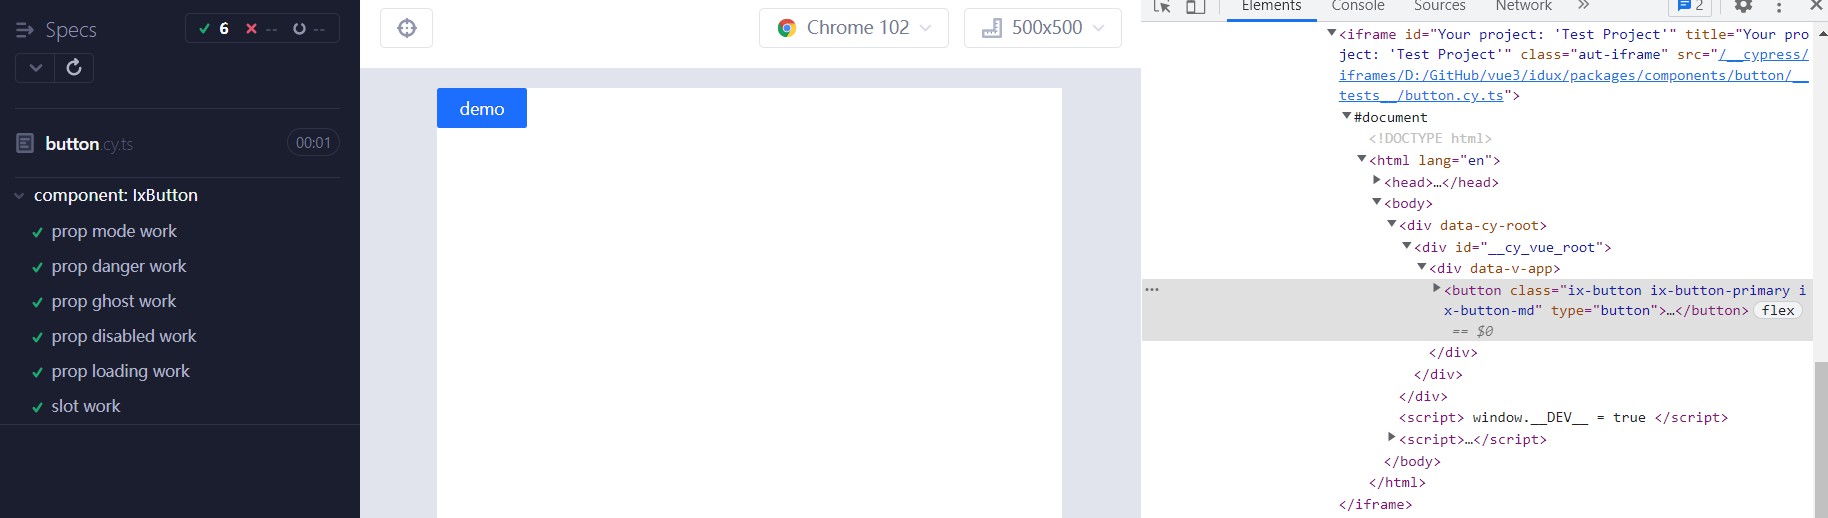 Specs
6 -- --
button.cy.ts 00:01
component: IxButton
prop mode work
prop danger work
prop ghost work
prop disabled work
prop loading work
slot work
Chrome 102
500x500
demo
Elements Console Sources Network 2
<iframe id="Your project: 'Test Project'" title="Your pro
ject: 'Test Project'" class="aut-iframe" src="/__cypress/
iframes/D:/GitHub/vue3/idux/packages/components/button/__
tests__/button.cy.ts">
#document
<!DOCTYPE html>
<html lang="en">
<head>…</head>
<body>
<div data-cy-root>
<div id="__cy_vue_root">
<div data-v-app>
<button class="ix-button ix-button-primary i
x-button-md" type="button">…</button> flex
== $0
</div>
</div>
</div>
<script> window.__DEV__ = true </script>
<script>…</script>
</body>
</html>
</iframe>